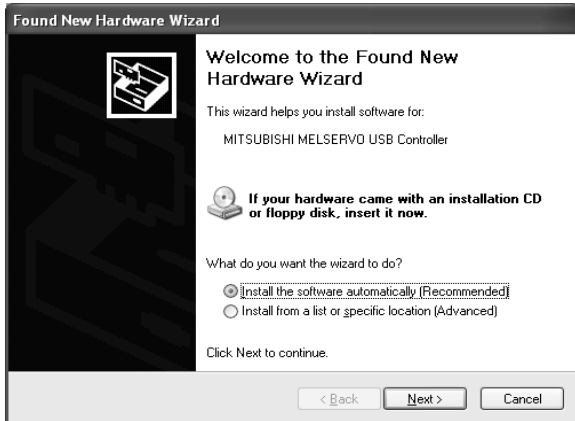 Found New Hardware Wizard
Welcome to the Found New
Hardware Wizard
This wizard helps you install software for:
MITSUBISHI MELSERVO USB Controller
If your hardware came with an installation CD
or floppy disk, insert it now.
What do you want the wizard to do?
Install the software automatically (Recommended)
Install from a list or specific location (Advanced)
Click Next to continue.
< Back Next > Cancel